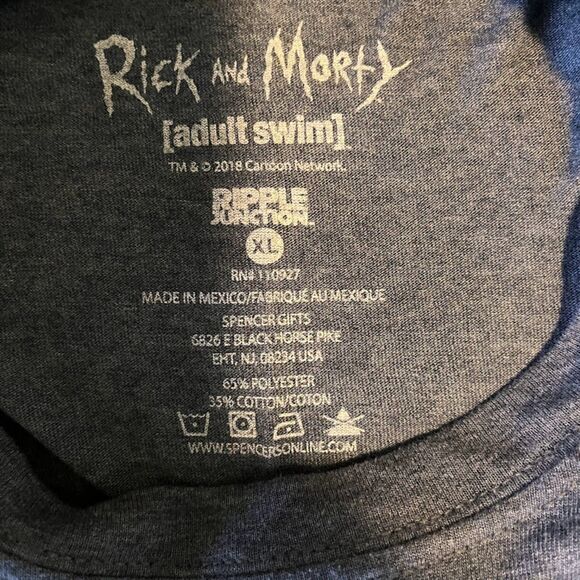 Rick and Morty
[adult swim]
TM & © 2018 Cartoon Network.
RIPPLE
JUNCTION
XL
RN# 110927
MADE IN MEXICO/FABRIQUE AU MEXIQUE
SPENCER GIFTS
6826 E BLACK HORSE PIKE
EHT, NJ, 08234 USA
65% POLYESTER
35% COTTON/COTON
WWW.SPENCERSONLINE.COM